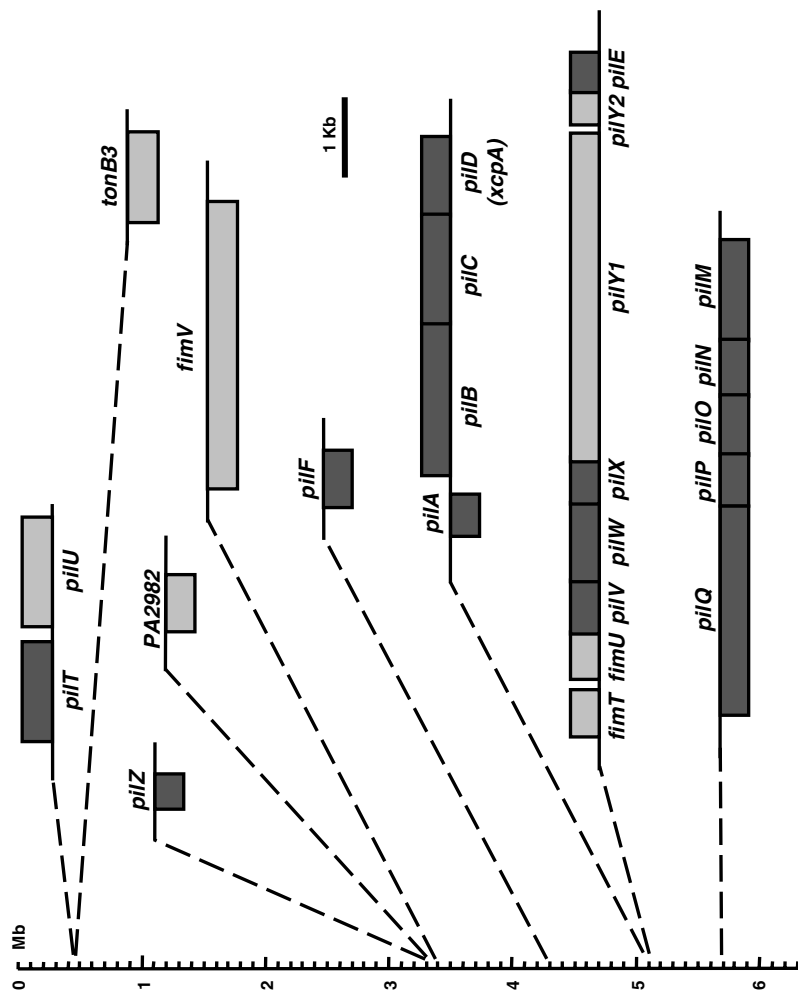 Mb
0
1
2
3
4
5
6
pilT
pilU
tonB3
pilZ
PA2982
fimV
pilF
1 Kb
pilA
pilB
pilC
pilD
(xcpA)
fimT
fimU
pilV
pilW
pilX
pilY1
pilY2
pilE
pilQ
pilP
pilO
pilN
pilM